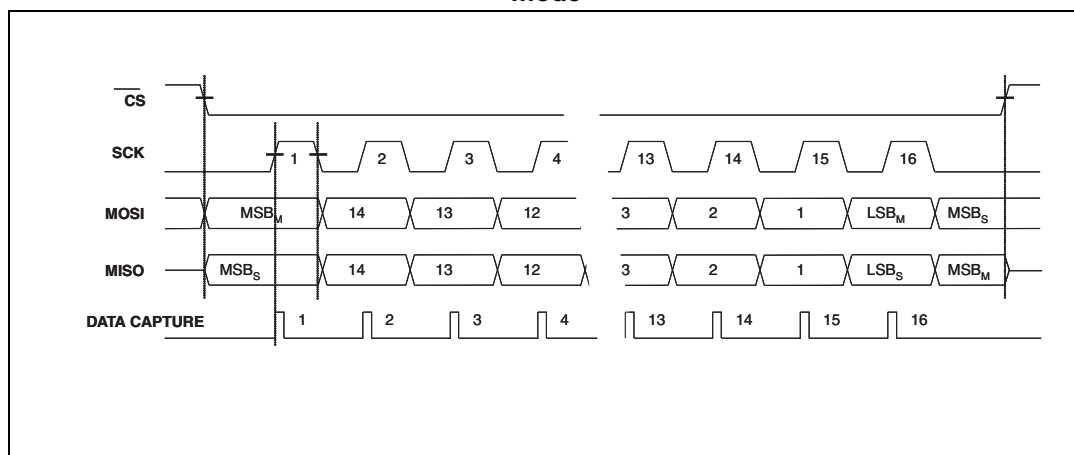 CS
SCK 1 2 3 4 13 14 15 16
MOSI MSB_M 14 13 12 3 2 1 LSB_M MSB_S
MISO MSB_S 14 13 12 3 2 1 LSB_S MSB_M
DATA CAPTURE 1 2 3 4 13 14 15 16